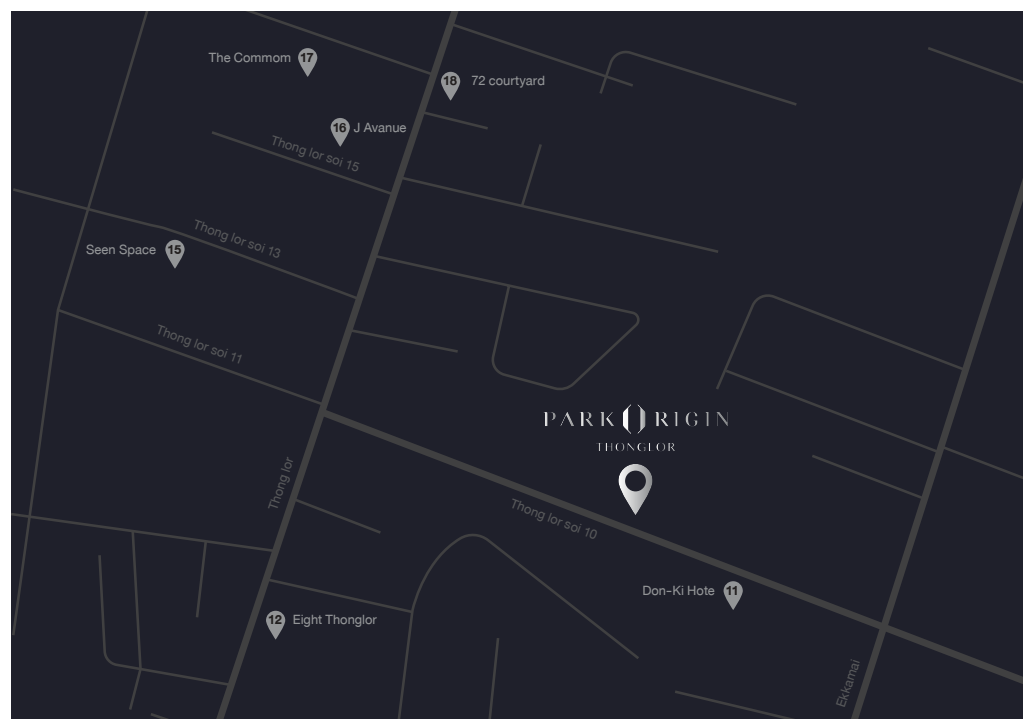 The Commom 17
18 72 courtyard
16 J Avanue
Thong lor soi 15
Thong lor soi 13
Seen Space 15
Thong lor soi 11
PARK ORIGIN
THONGLOR
Thong lor
Thong lor soi 10
Don-Ki Hote 11
12 Eight Thonglor
Ekkamai